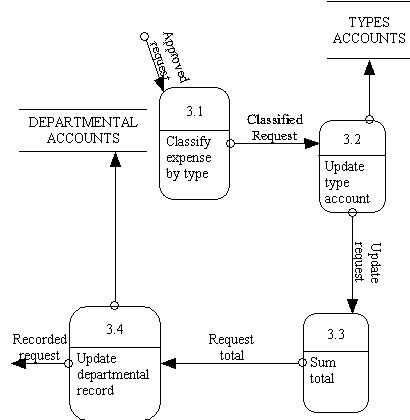 TYPES
ACCOUNTS
Approved
request
3.1
Classify
expense
by type
Classified
Request
3.2
Update
type
account
DEPARTMENTAL
ACCOUNTS
Update
request
3.3
Sum
total
Request
total
3.4
Update
departmental
record
Recorded
request